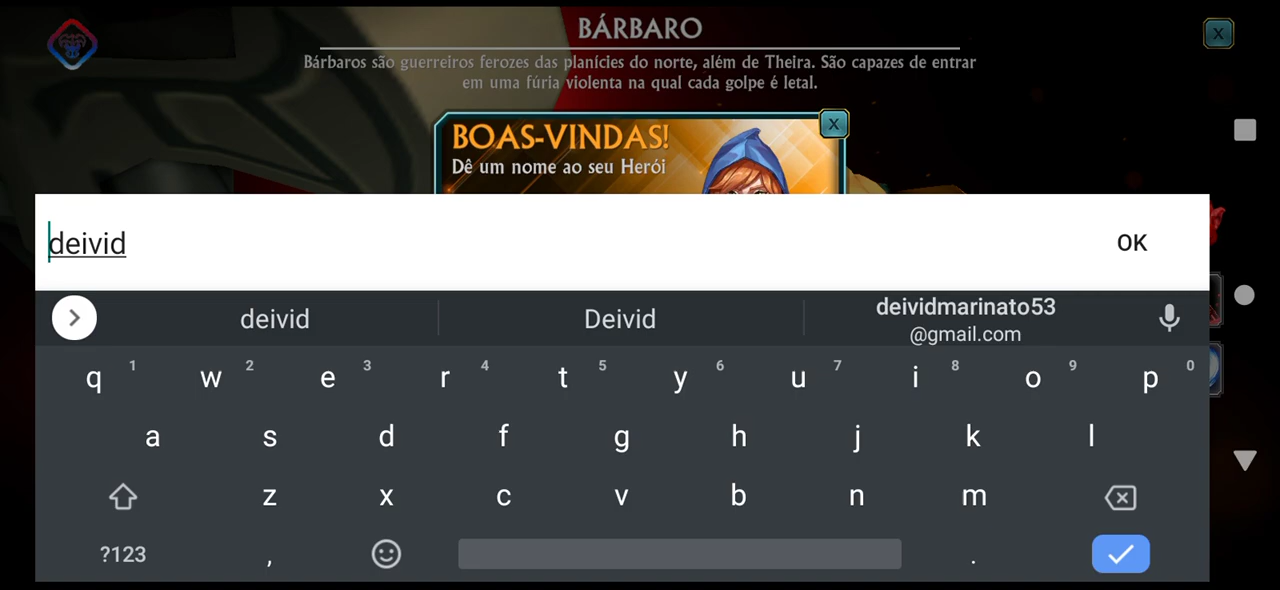 BÁRBARO
X
Bárbaros são guerreiros ferozes das planícies do norte, além de Theira. São capazes de entrar
em uma fúria violenta na qual cada golpe é letal.
BOAS-VINDAS!
X
Dê um nome ao seu Herói
deivid
OK
deivid Deivid deividmarinato53
@gmail.com
1 2 3 4 5 6 7 8 9 0
q w e r t y u i o p
a s d f g h j k l
z x c v b n m
?123 , .